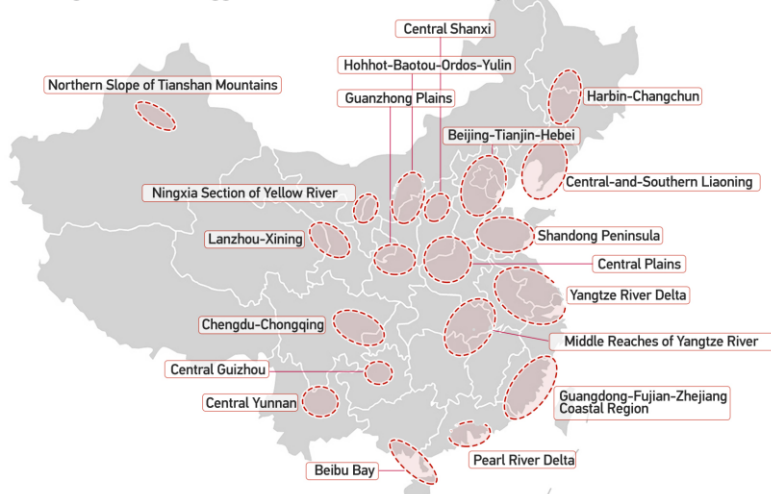 Central Shanxi
Hohhot-Baotou-Ordos-Yulin
Northern Slope of Tianshan Mountains
Guanzhong Plains
Harbin-Changchun
Beijing-Tianjin-Hebei
Central-and-Southern Liaoning
Ningxia Section of Yellow River
Lanzhou-Xining
Shandong Peninsula
Central Plains
Yangtze River Delta
Chengdu-Chongqing
Middle Reaches of Yangtze River
Central Guizhou
Central Yunnan
Guangdong-Fujian-Zhejiang
Coastal Region
Pearl River Delta
Beibu Bay